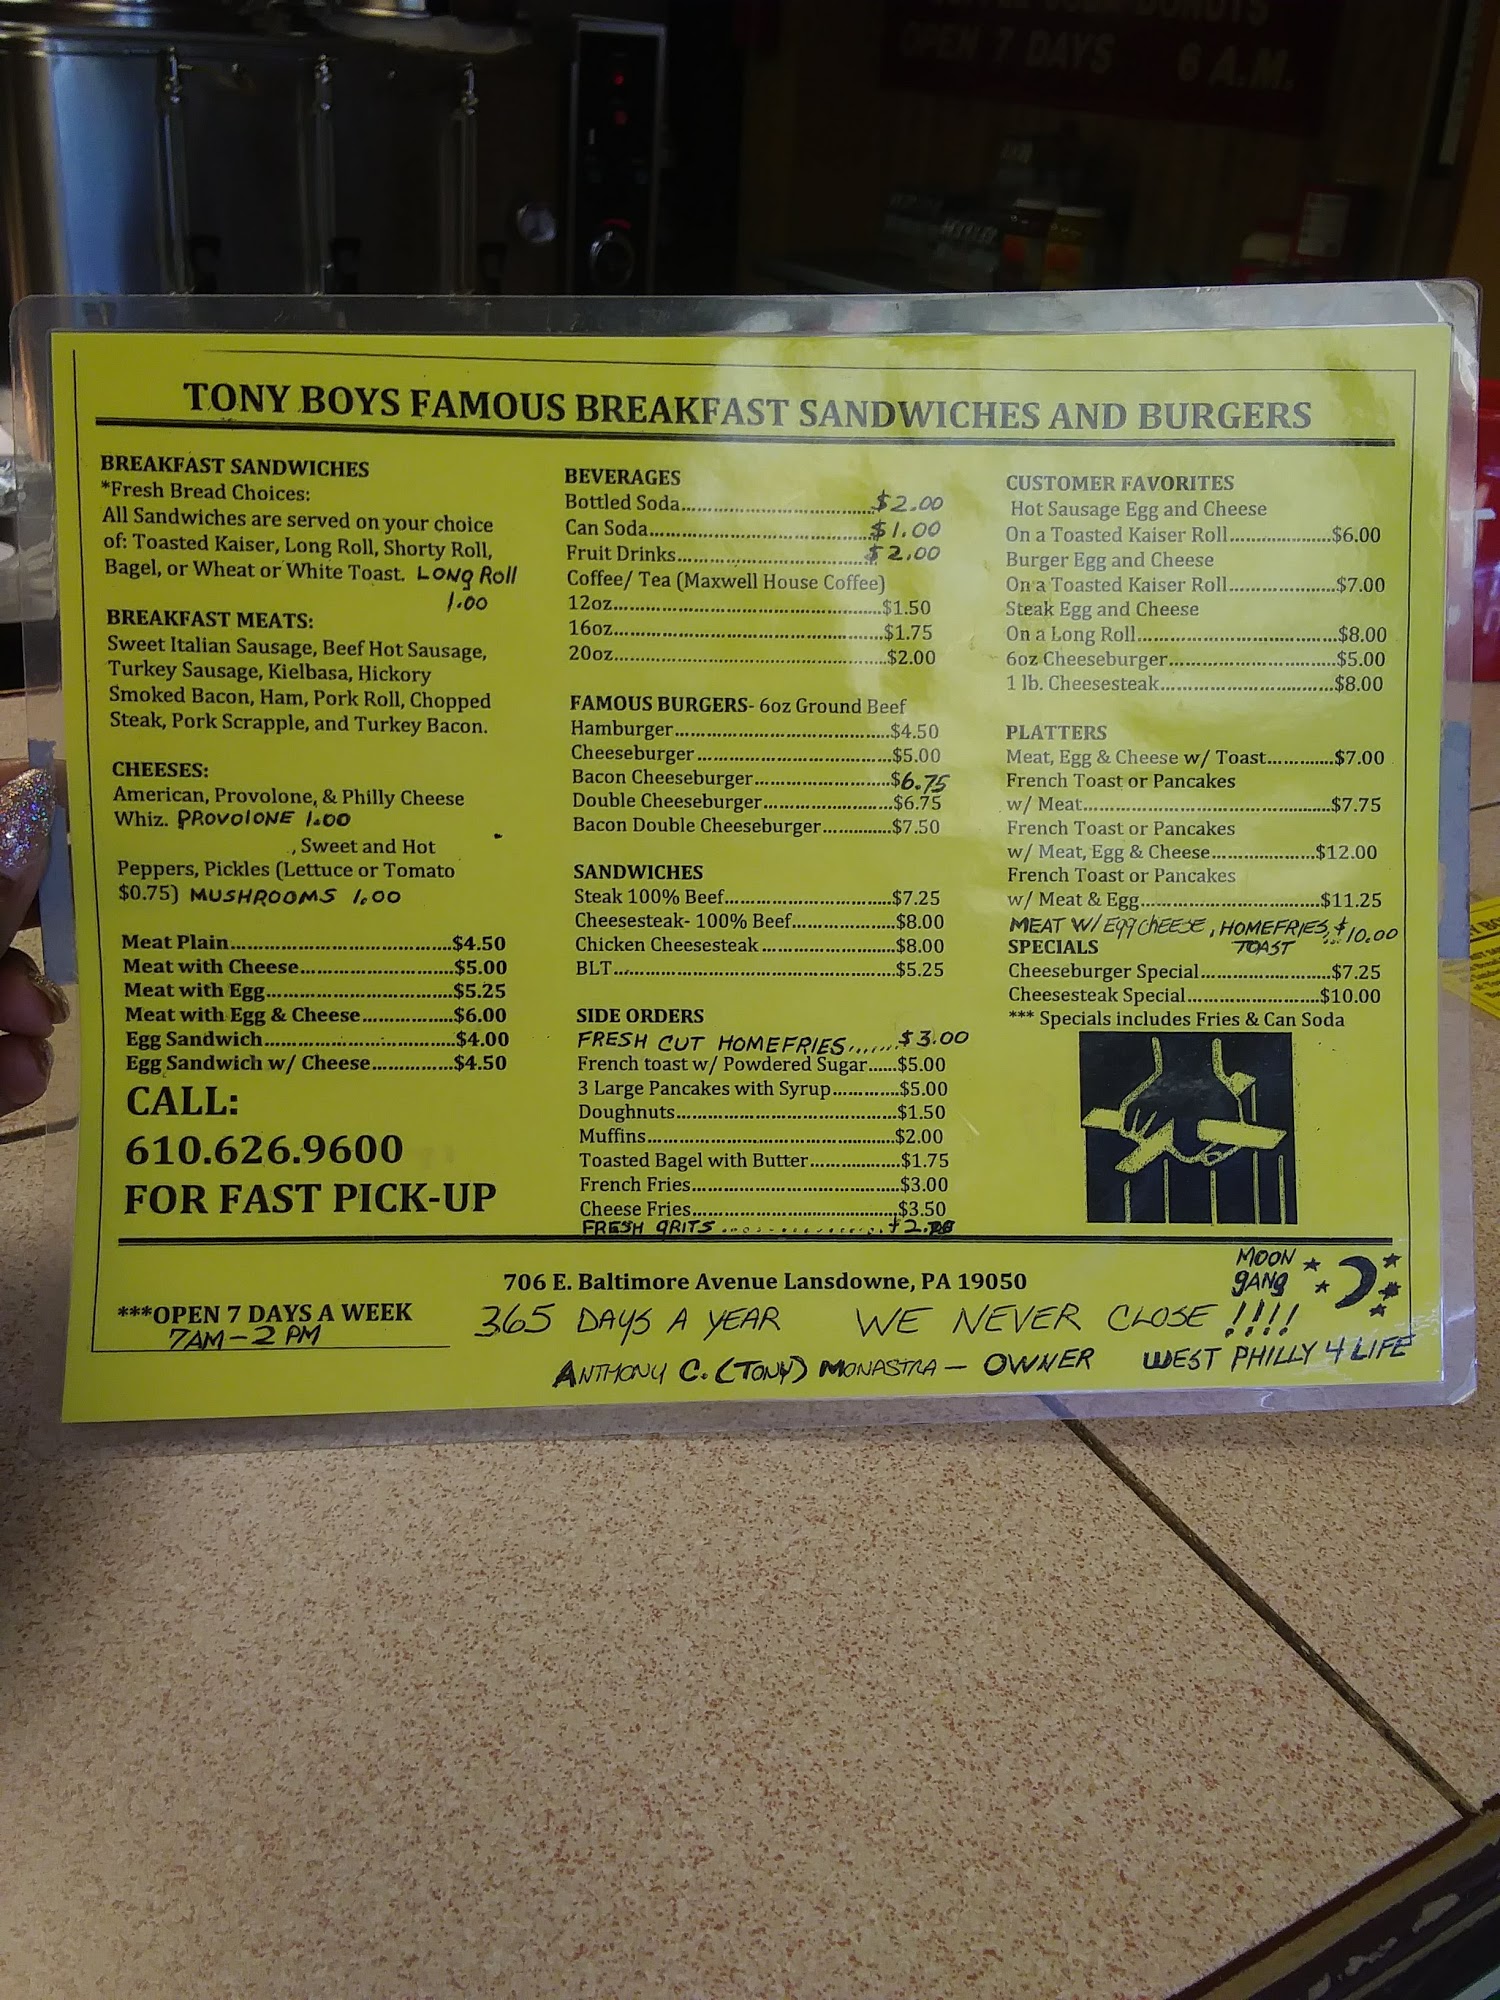 DONUTS
OPEN 7 DAYS 6 A.M.
TONY BOYS FAMOUS BREAKFAST SANDWICHES AND BURGERS
BREAKFAST SANDWICHES
*Fresh Bread Choices:
All Sandwiches are served on your choice
of: Toasted Kaiser, Long Roll, Shorty Roll,
Bagel, or Wheat or White Toast. LONG ROLL
1.00
BREAKFAST MEATS:
Sweet Italian Sausage, Beef Hot Sausage,
Turkey Sausage, Kielbasa, Hickory
Smoked Bacon, Ham, Pork Roll, Chopped
Steak, Pork Scrapple, and Turkey Bacon.
CHEESES:
American, Provolone, & Philly Cheese
Whiz. PROVOLONE 1.00
, Sweet and Hot
Peppers, Pickles (Lettuce or Tomato
$0.75) MUSHROOMS 1.00
Meat Plain.....................................$4.50
Meat with Cheese.........................$5.00
Meat with Egg...............................$5.25
Meat with Egg & Cheese...............$6.00
Egg Sandwich................................$4.00
Egg Sandwich w/ Cheese..............$4.50
CALL:
610.626.9600
FOR FAST PICK-UP
BEVERAGES
Bottled Soda................................$2.00
Can Soda.....................................$1.00
Fruit Drinks................................$2.00
Coffee/ Tea (Maxwell House Coffee)
12oz.............................................$1.50
16oz.............................................$1.75
20oz.............................................$2.00
FAMOUS BURGERS- 6oz Ground Beef
Hamburger....................................$4.50
Cheeseburger................................$5.00
Bacon Cheeseburger......................$6.75
Double Cheeseburger.....................$6.75
Bacon Double Cheeseburger.............$7.50
SANDWICHES
Steak 100% Beef............................$7.25
Cheesesteak- 100% Beef.................$8.00
Chicken Cheesesteak......................$8.00
BLT..............................................$5.25
SIDE ORDERS
FRESH CUT HOMEFRIES.......$3.00
French toast w/ Powdered Sugar......$5.00
3 Large Pancakes with Syrup............$5.00
Doughnuts.....................................$1.50
Muffins..........................................$2.00
Toasted Bagel with Butter...............$1.75
French Fries...................................$3.00
Cheese Fries..................................$3.50
FRESH GRITS
CUSTOMER FAVORITES
Hot Sausage Egg and Cheese
On a Toasted Kaiser Roll.................$6.00
Burger Egg and Cheese
On a Toasted Kaiser Roll.................$7.00
Steak Egg and Cheese
On a Long Roll...............................$8.00
6oz Cheeseburger..........................$5.00
1 lb. Cheesesteak...........................$8.00
PLATTERS
Meat, Egg & Cheese w/ Toast...........$7.00
French Toast or Pancakes
w/ Meat.........................................$7.75
French Toast or Pancakes
w/ Meat, Egg & Cheese..................$12.00
French Toast or Pancakes
w/ Meat & Egg..............................$11.25
MEAT W/ Egg CHEESE, HOMEFRIES, $10.00
TOAST
SPECIALS
Cheeseburger Special.....................$7.25
Cheesesteak Special.......................$10.00
*** Specials includes Fries & Can Soda
706 E. Baltimore Avenue Lansdowne, PA 19050
MOON
gANg
***OPEN 7 DAYS A WEEK
7AM-2 PM
365 DAYS A YEAR WE NEVER CLOSE !!!!
ANTHONY C. (TONY) MONASTRA - OWNER WEST PHILLY 4 LIFE